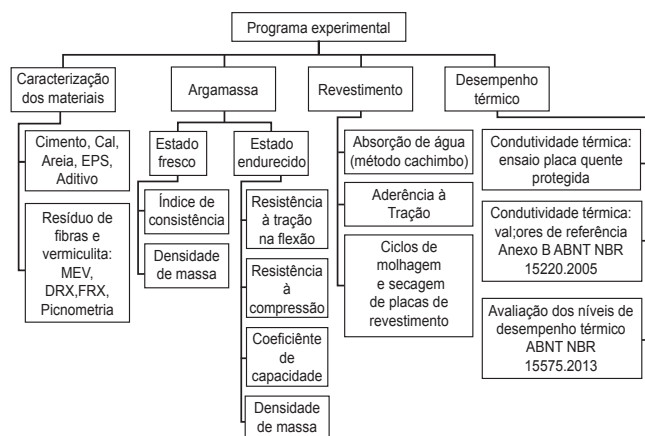 Programa experimental
Caracterização
dos materiais
Cimento, Cal,
Areia, EPS,
Aditivo
Resíduo de
fibras e
vermiculita:
MEV,
DRX,FRX,
Picnometria
Argamassa
Estado
fresco
Índice de
consistência
Densidade
de massa
Estado
endurecido
Resistência
à tração
na flexão
Resistência
à
compressão
Coeficiênte
de
capacidade
Densidade
de massa
Revestimento
Absorção de água
(método cachimbo)
Aderência à
Tração
Ciclos de
molhagem
e secagem
de placas de
revestimento
Desempenho
térmico
Condutividade térmica:
ensaio placa quente
protegida
Condutividade térmica:
val;ores de referência
Anexo B ABNT NBR
15220.2005
Avaliação dos níveis de
desempenho térmico
ABNT NBR
15575.2013